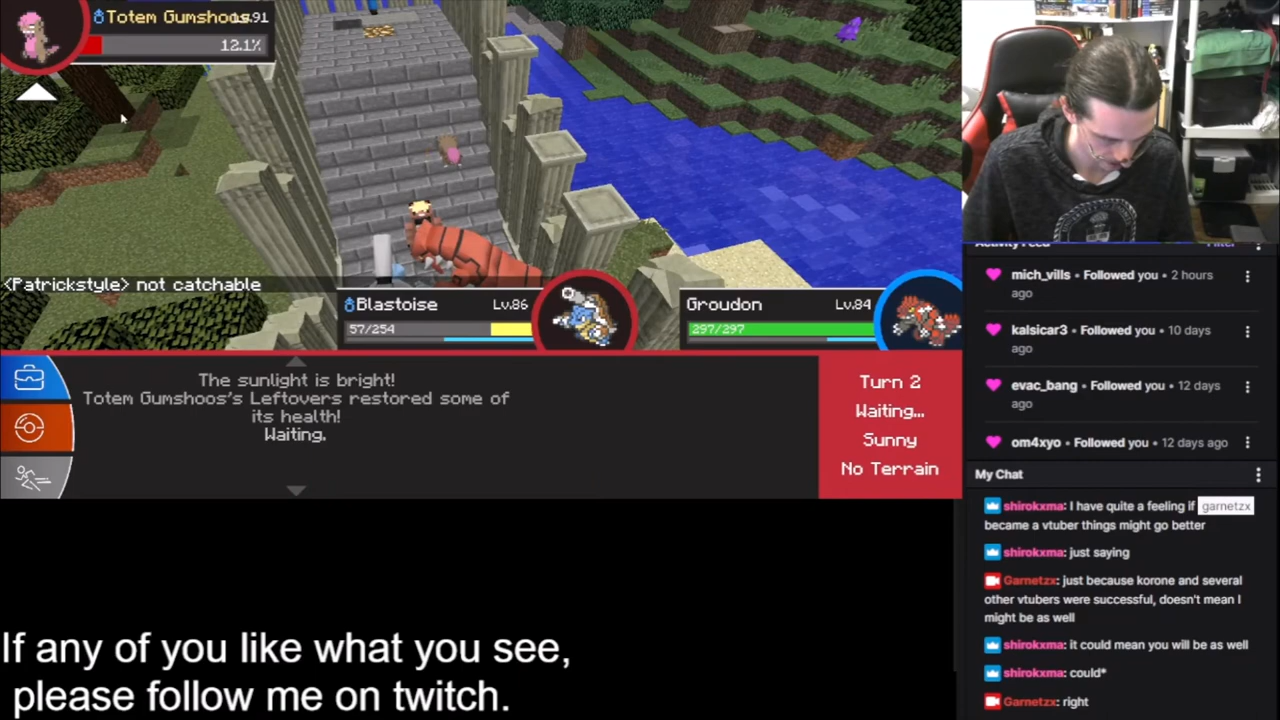 Totem Gumshoos
Lv.91
12.1%
<Patrickstyle> not catchable
Blastoise Lv.86
57/254
Groudon Lv.84
297/297
The sunlight is bright!
Totem Gumshoos's Leftovers restored some of
its health!
Waiting.
Turn 2
Waiting...
Sunny
No Terrain
If any of you like what you see,
please follow me on twitch.
Activity Feed Filter
mich_vills • Followed you • 2 hours
ago
kalsicar3 • Followed you • 10 days
ago
evac_bang • Followed you • 12 days
ago
om4xyo • Followed you • 12 days ago
My Chat
shirokxma: I have quite a feeling if garnetzx
became a vtuber things might go better
shirokxma: just saying
Garnetzx: just because korone and several
other vtubers were successful, doesn't mean I
might be as well
shirokxma: it could mean you will be as well
shirokxma: could*
Garnetzx: right